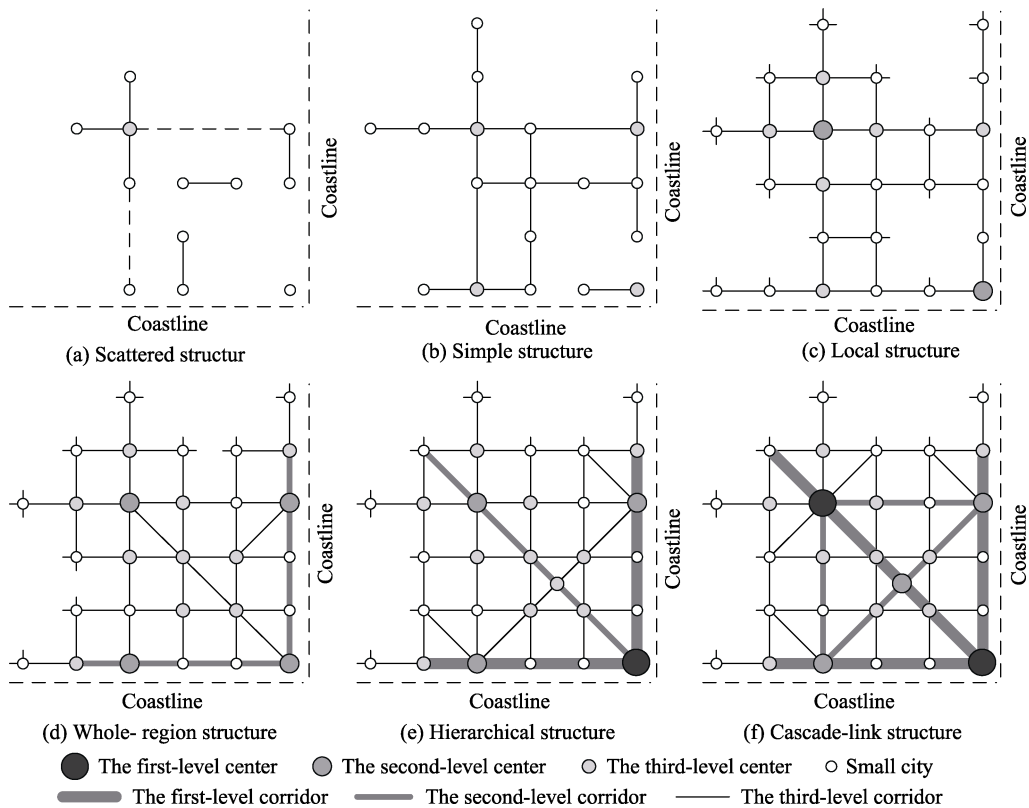 Coastline
Coastline
Coastline
Coastline
Coastline
Coastline
(a) Scattered structur
(b) Simple structure
(c) Local structure
Coastline
Coastline
Coastline
Coastline
Coastline
Coastline
(d) Whole- region structure
(e) Hierarchical structure
(f) Cascade-link structure
The first-level center
The second-level center
The third-level center
Small city
The first-level corridor
The second-level corridor
The third-level corridor